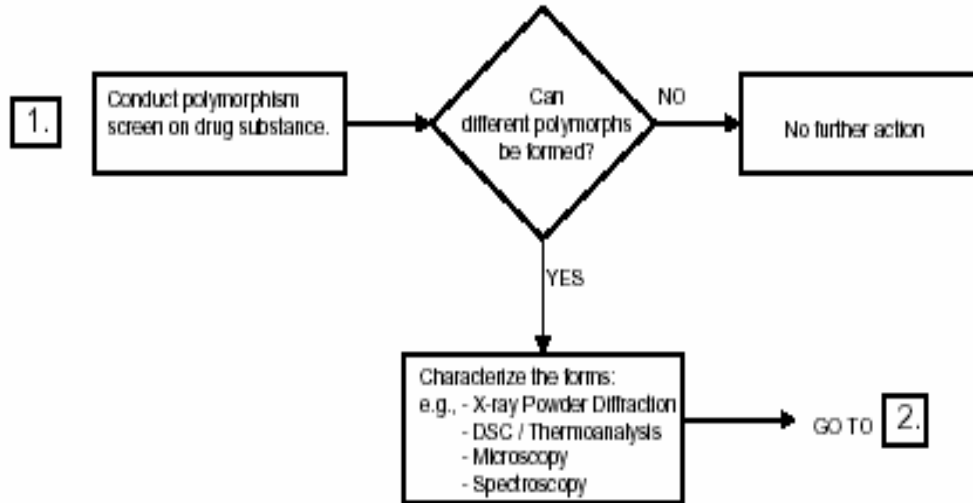 1.
Conduct polymorphism
screen on drug substance.
Can
different polymorphs
be formed?
NO
No further action
YES
Characterize the forms:
e.g., - X-ray Powder Diffraction
- DSC / Thermoanalysis
- Microscopy
- Spectroscopy
GO TO 2.